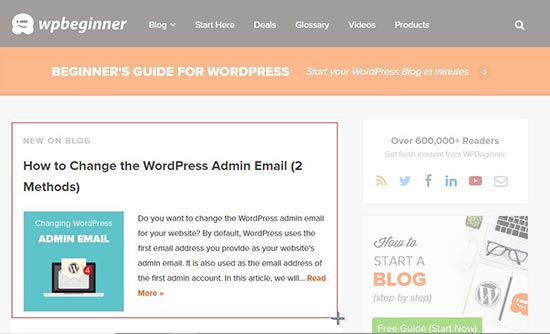 wpbeginner
Blog Start Here Deals Glossary Videos Products
BEGINNER'S GUIDE FOR WORDPRESS Start your WordPress Blog in minutes
NEW ON BLOG
How to Change the WordPress Admin Email (2
Methods)
Changing WordPress
ADMIN EMAIL
4
Do you want to change the WordPress admin email
for your website? By default, WordPress uses the
first email address you provide as your website's
admin email. It is also used as the email address of
the first admin account. In this article, we will... Read
More »
Over 600,000+ Readers
Get fresh content from WPBeginner
How to
START A
BLOG
(step by step)
Free Guide (Start Now)